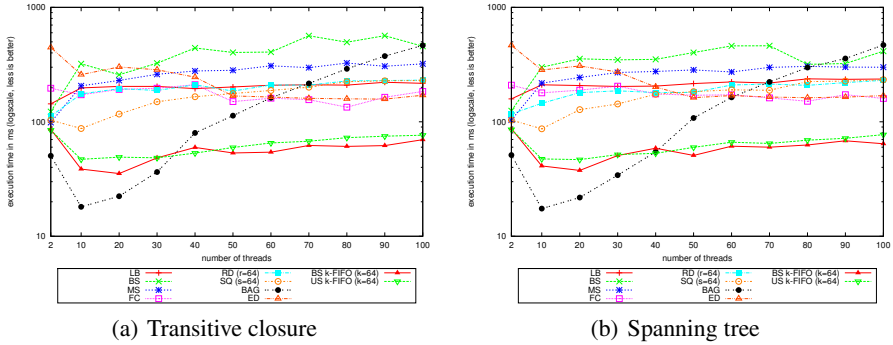 1000
100
10
execution time in ms (logscale, less is better)
2 10 20 30 40 50 60 70 80 90 100
number of threads
LB
BS
MS
FC
RD (r=64)
SQ (s=64)
BAG
ED
BS k-FIFO (k=64)
US k-FIFO (k=64)
(a) Transitive closure
1000
100
10
execution time in ms (logscale, less is better)
2 10 20 30 40 50 60 70 80 90 100
number of threads
LB
BS
MS
FC
RD (r=64)
SQ (s=64)
BAG
ED
BS k-FIFO (k=64)
US k-FIFO (k=64)
(b) Spanning tree